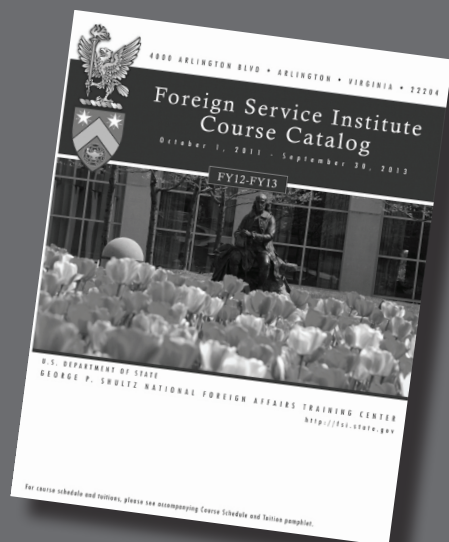 4000 ARLINGTON BLVD • ARLINGTON • VIRGINIA • 22204
Foreign Service Institute
Course Catalog
October 1, 2011 - September 30, 2013
FY12-FY13
U.S. DEPARTMENT OF STATE
GEORGE P. SHULTZ NATIONAL FOREIGN AFFAIRS TRAINING CENTER
http://fsi.state.gov
For course schedule and tuitions, please see accompanying Course Schedule and Tuition pamphlet.